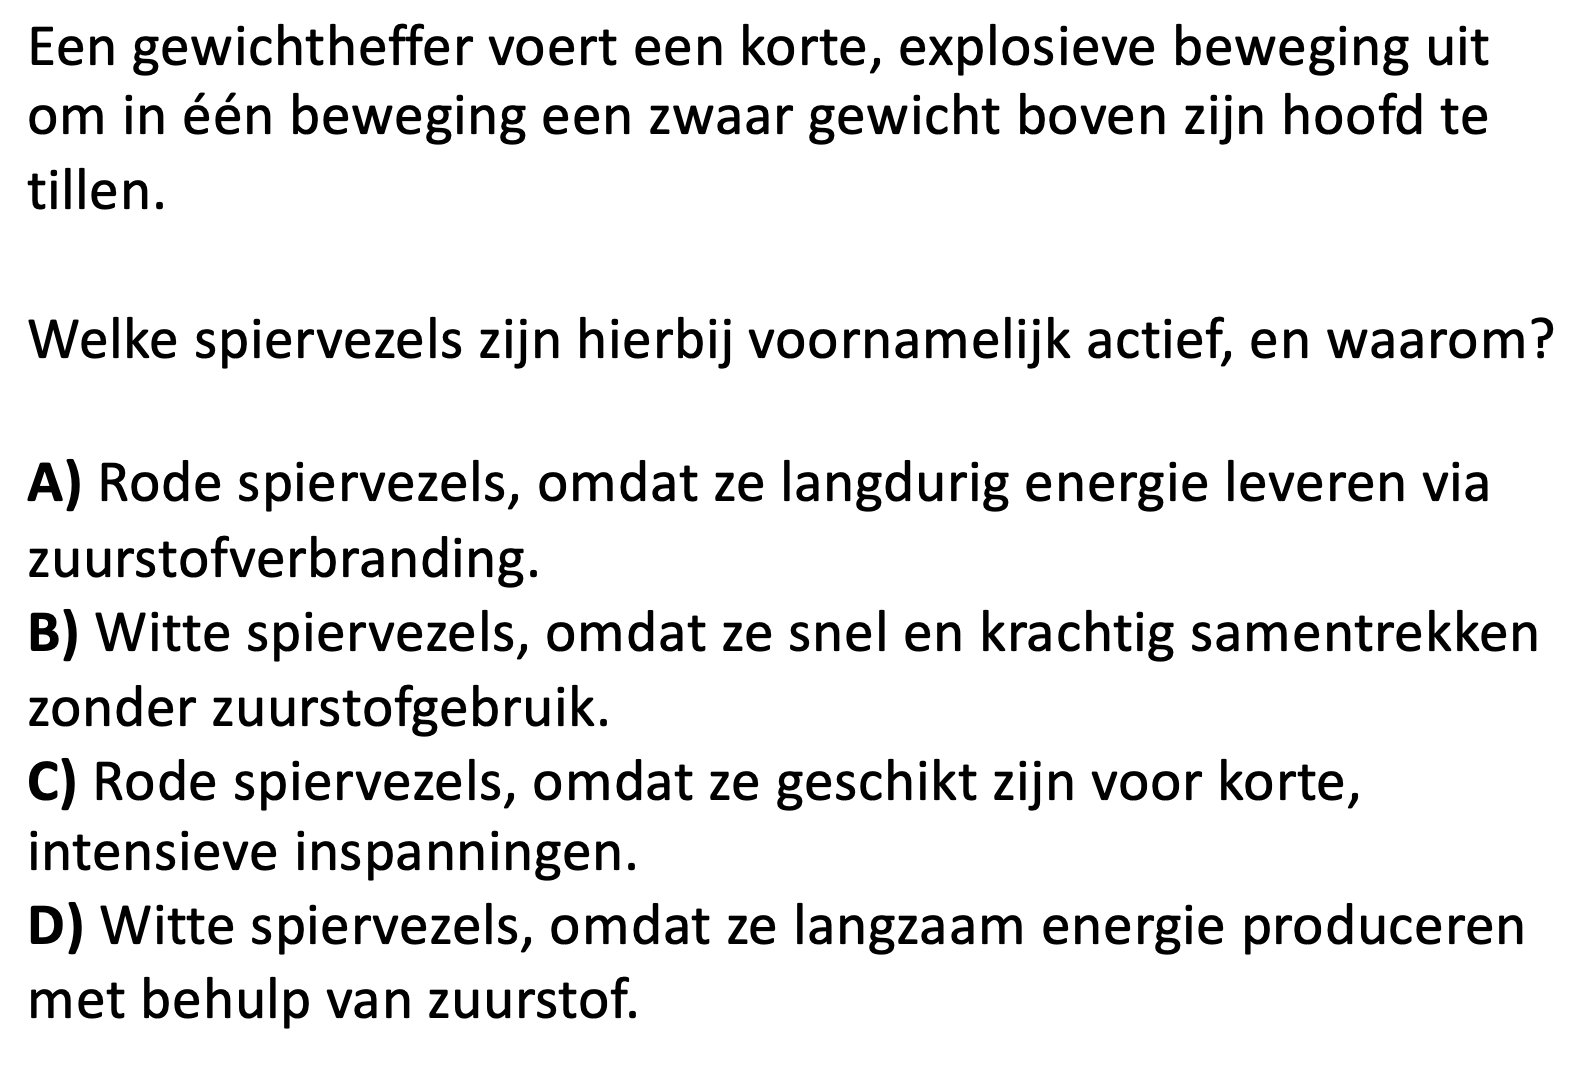 Een gewichtheffer voert een korte, explosieve beweging uit
om in één beweging een zwaar gewicht boven zijn hoofd te
tillen.
Welke spiervezels zijn hierbij voornamelijk actief, en waarom?
A) Rode spiervezels, omdat ze langdurig energie leveren via
zuurstofverbranding.
B) Witte spiervezels, omdat ze snel en krachtig samentrekken
zonder zuurstofgebruik.
C) Rode spiervezels, omdat ze geschikt zijn voor korte,
intensieve inspanningen.
D) Witte spiervezels, omdat ze langzaam energie produceren
met behulp van zuurstof.